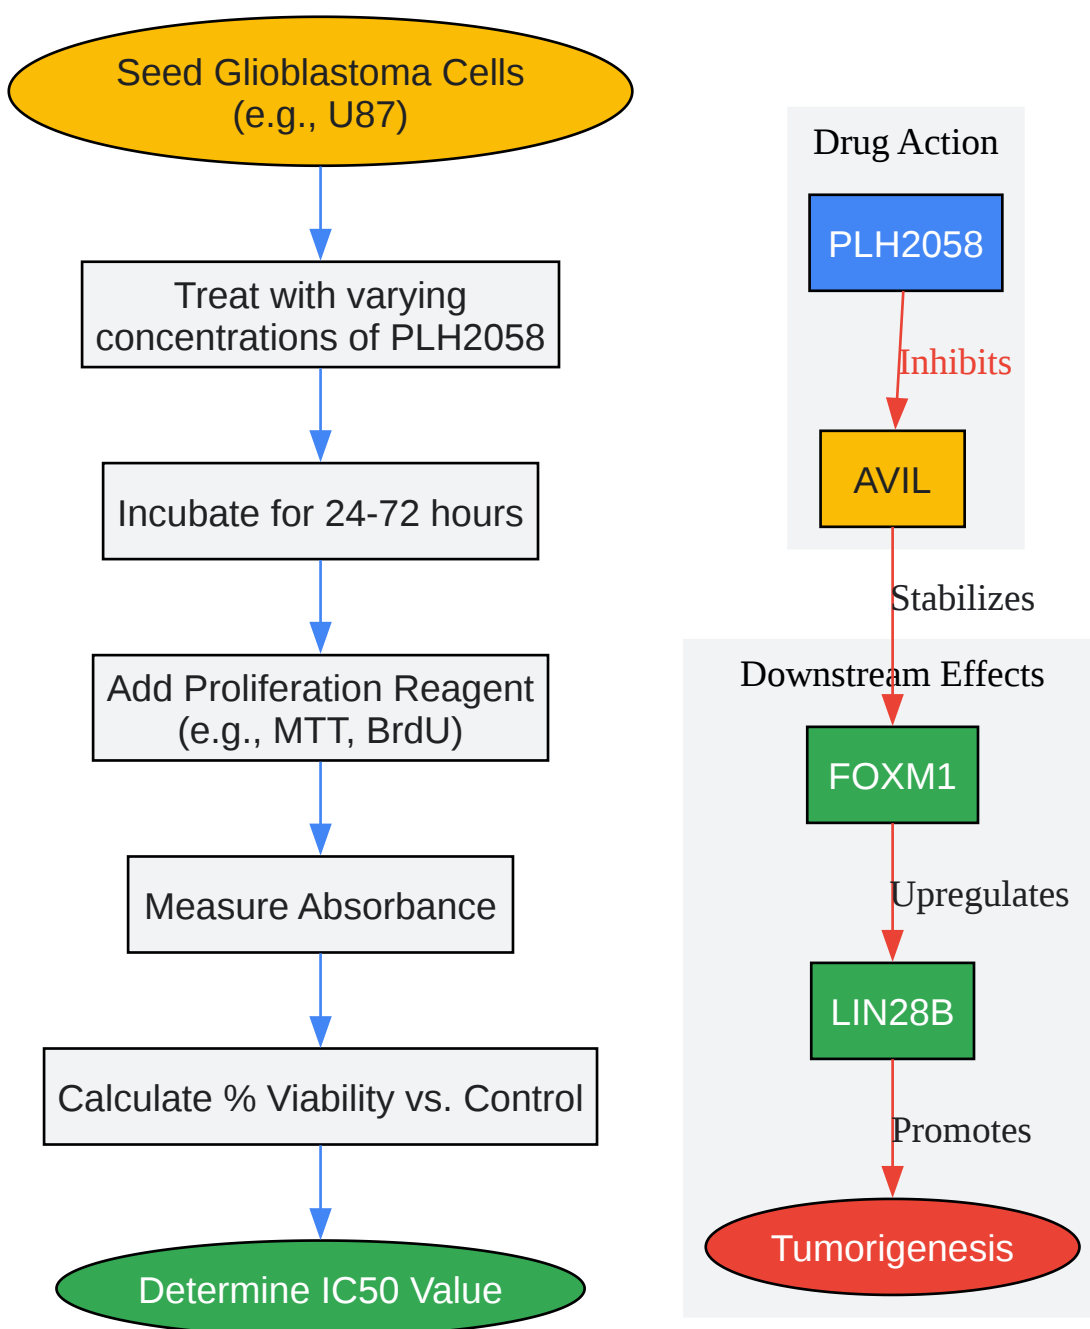 Seed Glioblastoma Cells
(e.g., U87)
Treat with varying
concentrations of PLH2058
Incubate for 24-72 hours
Add Proliferation Reagent
(e.g., MTT, BrdU)
Measure Absorbance
Calculate % Viability vs. Control
Determine IC50 Value
Drug Action
PLH2058
Inhibits
AVIL
Stabilizes
Downstream Effects
FOXM1
Upregulates
LIN28B
Promotes
Tumorigenesis